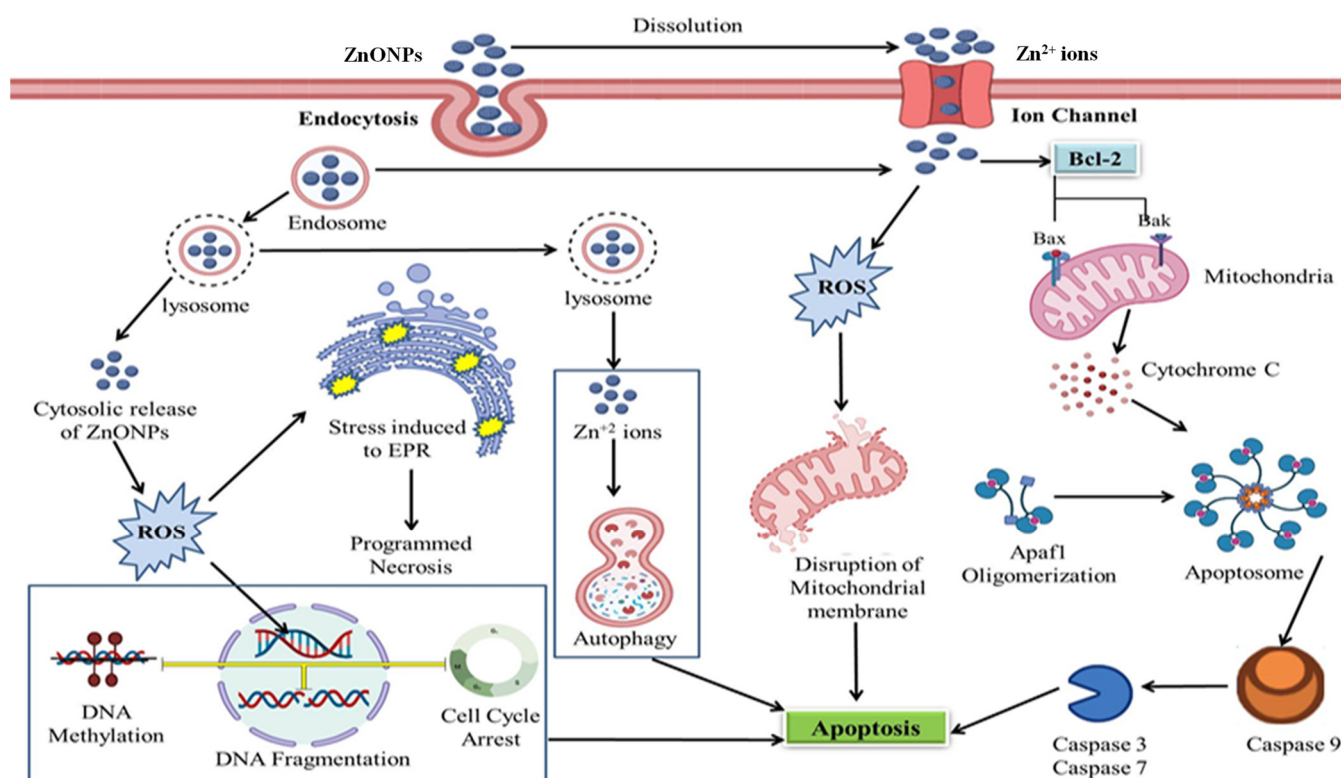 Dissolution
ZnONPs
Zn²⁺ ions
Endocytosis
Ion Channel
Bcl-2
Endosome
Bax
Bak
lysosome
lysosome
ROS
Mitochondria
Cytochrome C
Cytosolic release
of ZnONPs
Stress induced
to EPR
Zn⁺² ions
ROS
Programmed
Necrosis
Disruption of
Mitochondrial
membrane
Apaf1
Oligomerization
Apoptosome
Autophagy
DNA
Methylation
DNA Fragmentation
Cell Cycle
Arrest
Apoptosis
Caspase 3
Caspase 7
Caspase 9